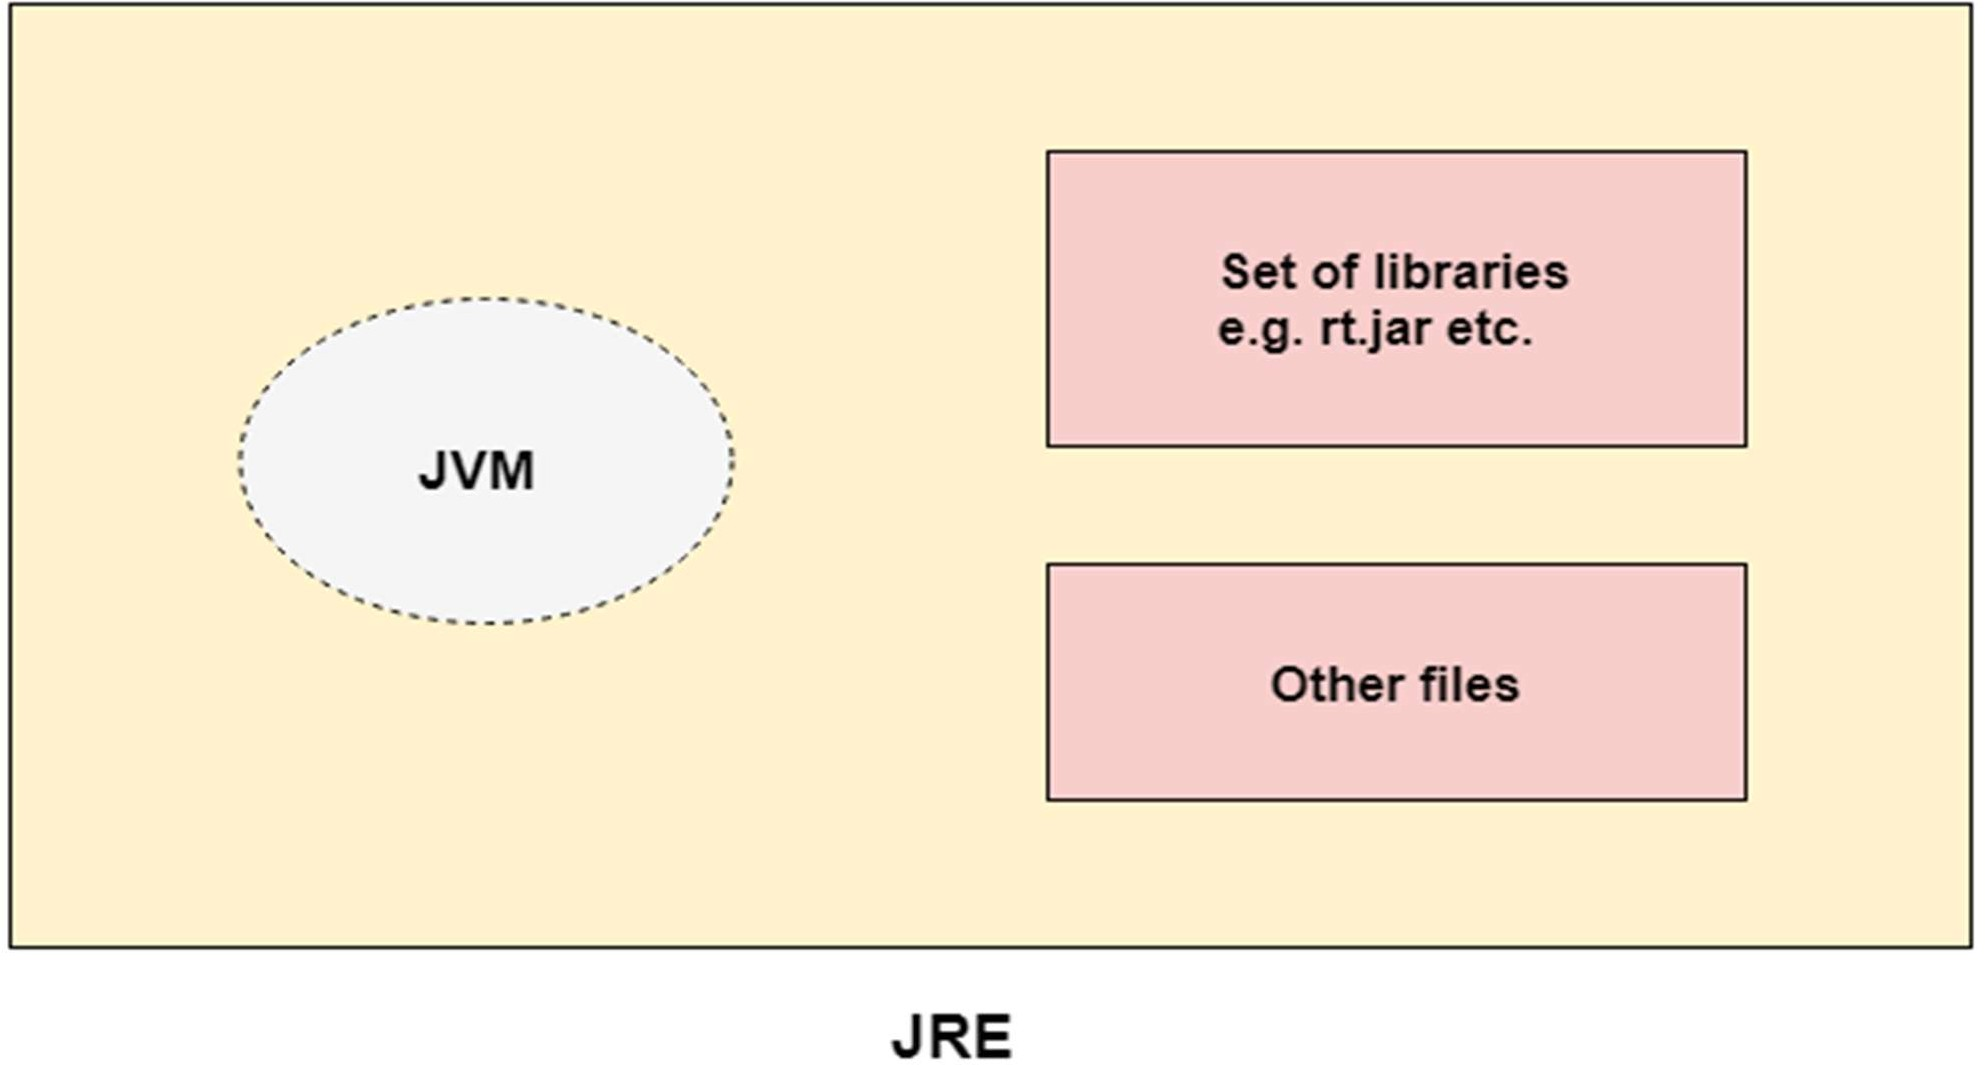 JVM
Set of libraries
e.g. rt.jar etc.
Other files
JRE